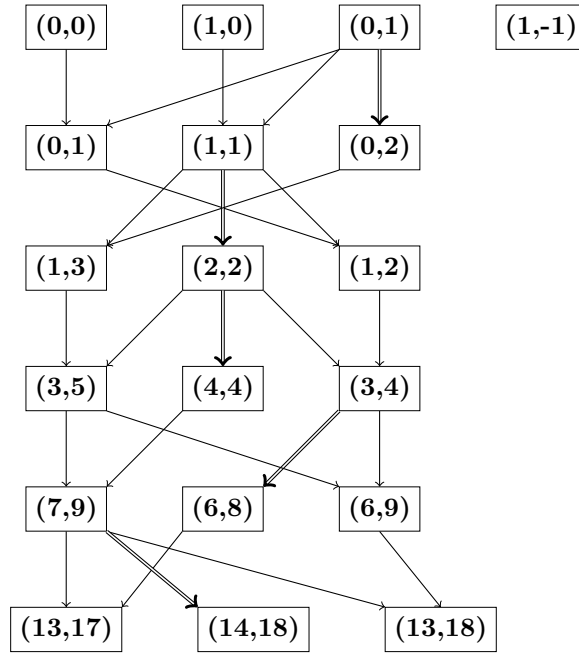 (0,0) (1,0) (0,1) (1,-1)
(0,1) (1,1) (0,2)
(1,3) (2,2) (1,2)
(3,5) (4,4) (3,4)
(7,9) (6,8) (6,9)
(13,17) (14,18) (13,18)